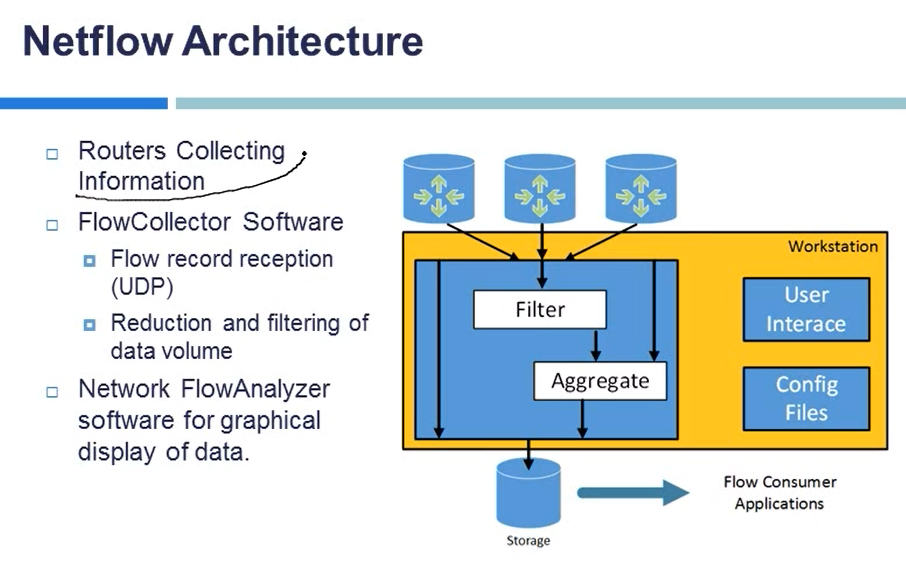 Netflow Architecture
Routers Collecting
Information
FlowCollector Software
Flow record reception
(UDP)
Reduction and filtering of
data volume
Network FlowAnalyzer
software for graphical
display of data.
Workstation
Filter
Aggregate
User
Interace
Config
Files
Storage
Flow Consumer
Applications